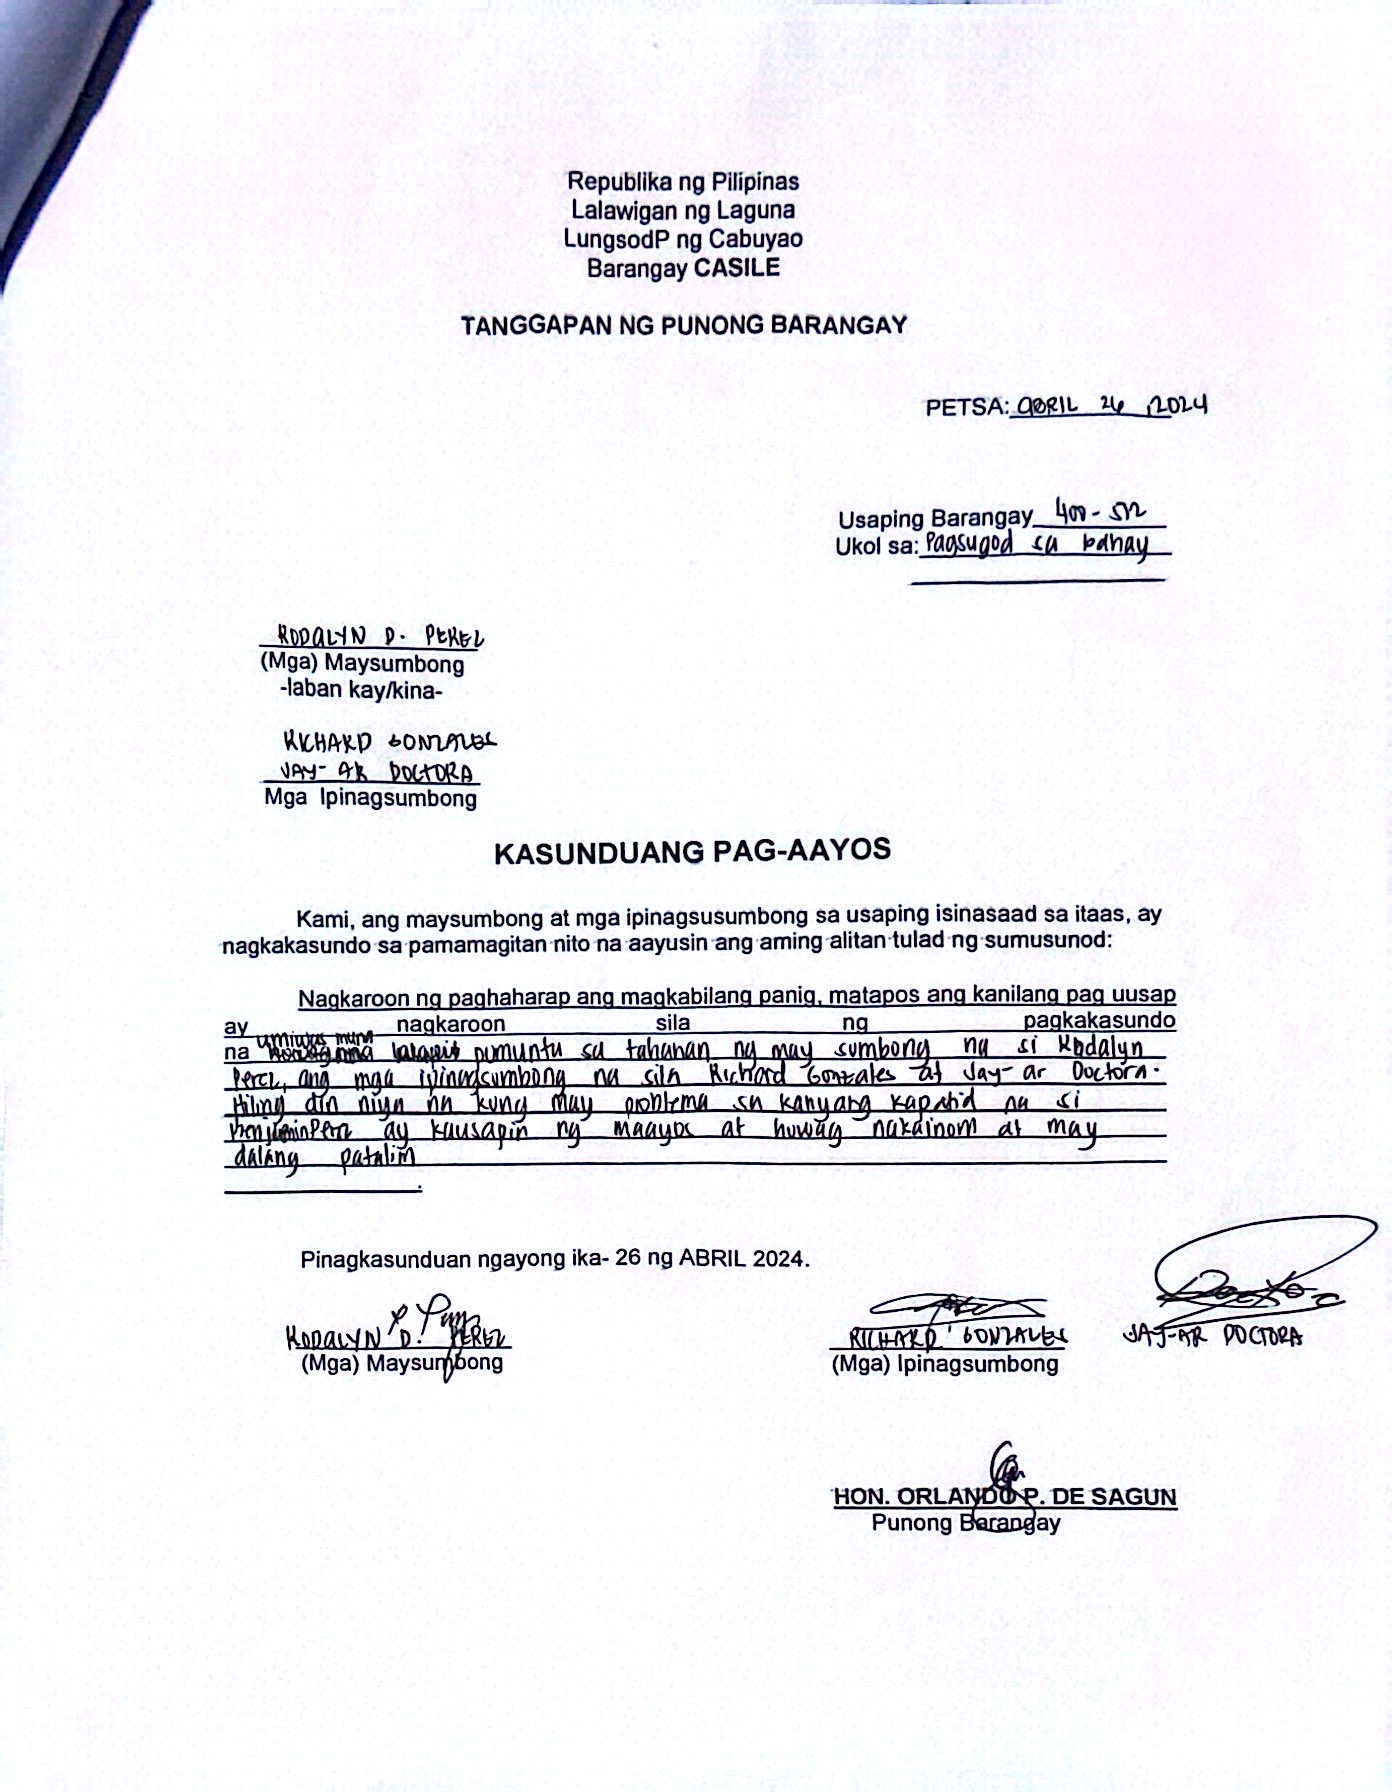 Republika ng Pilipinas
Lalawigan ng Laguna
LungsodP ng Cabuyao
Barangay CASILE
TANGGAPAN NG PUNONG BARANGAY
PETSA: ABRIL 26, 2024
Usaping Barangay
Ukol sa: Pagsugod sa bahay
RODALYN D. PEREZ
(Mga) Maysumbong
-laban kay/kina-
RICHARD GONZALES
JAY-AR DOCTORA
Mga Ipinagsumbong
KASUNDUANG PAG-AAYOS
Kami, ang maysumbong at mga ipinagsusumbong sa usaping isinasaad sa itaas, ay
nagkakasundo sa pamamagitan nito na aayusin ang aming alitan tulad ng sumusunod:
Nagkaroon ng paghaharap ang magkabilang panig, matapos ang kanilang pag uusap
ay nagkaroon sila ng pagkakasundo
umiwas muna
na pumunta sa tahanan ng may sumbong na si Rodalyn
Perez, ang mga ipinagsumbong na sila Richard Gonzales at Jay-ar Doctora.
Hiling din niya na kung may problema sa kanyang kapatid na si
Benjamin Perez ay kausapin ng maayos at huwag nakainom at may
dalang patalim
.
Pinagkasunduan ngayong ika- 26 ng ABRIL 2024.
RODALYN D. PEREZ
(Mga) Maysumbong
RICHARD GONZALES
(Mga) Ipinagsumbong
JAY-AR DOCTORA
HON. ORLANDO P. DE SAGUN
Punong Barangay